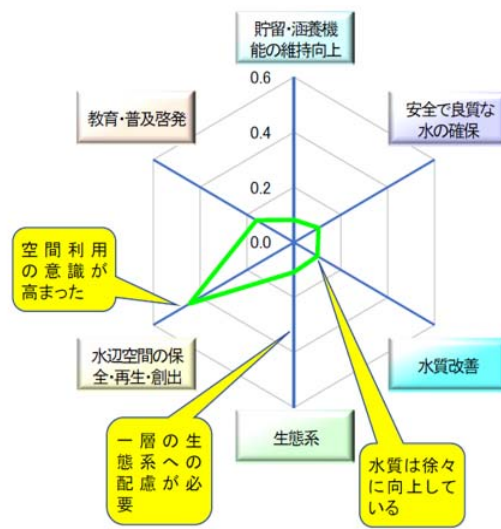 貯留・涵養機
能の維持向上
0.6
教育・普及啓発
安全で良質な
水の確保
0.4
0.2
0.0
空間利用
の意識が
高まった
水辺空間の保
全・再生・創出
水質改善
生態系
一層の生
態系への
配慮が必
要
水質は徐々
に向上して
いる